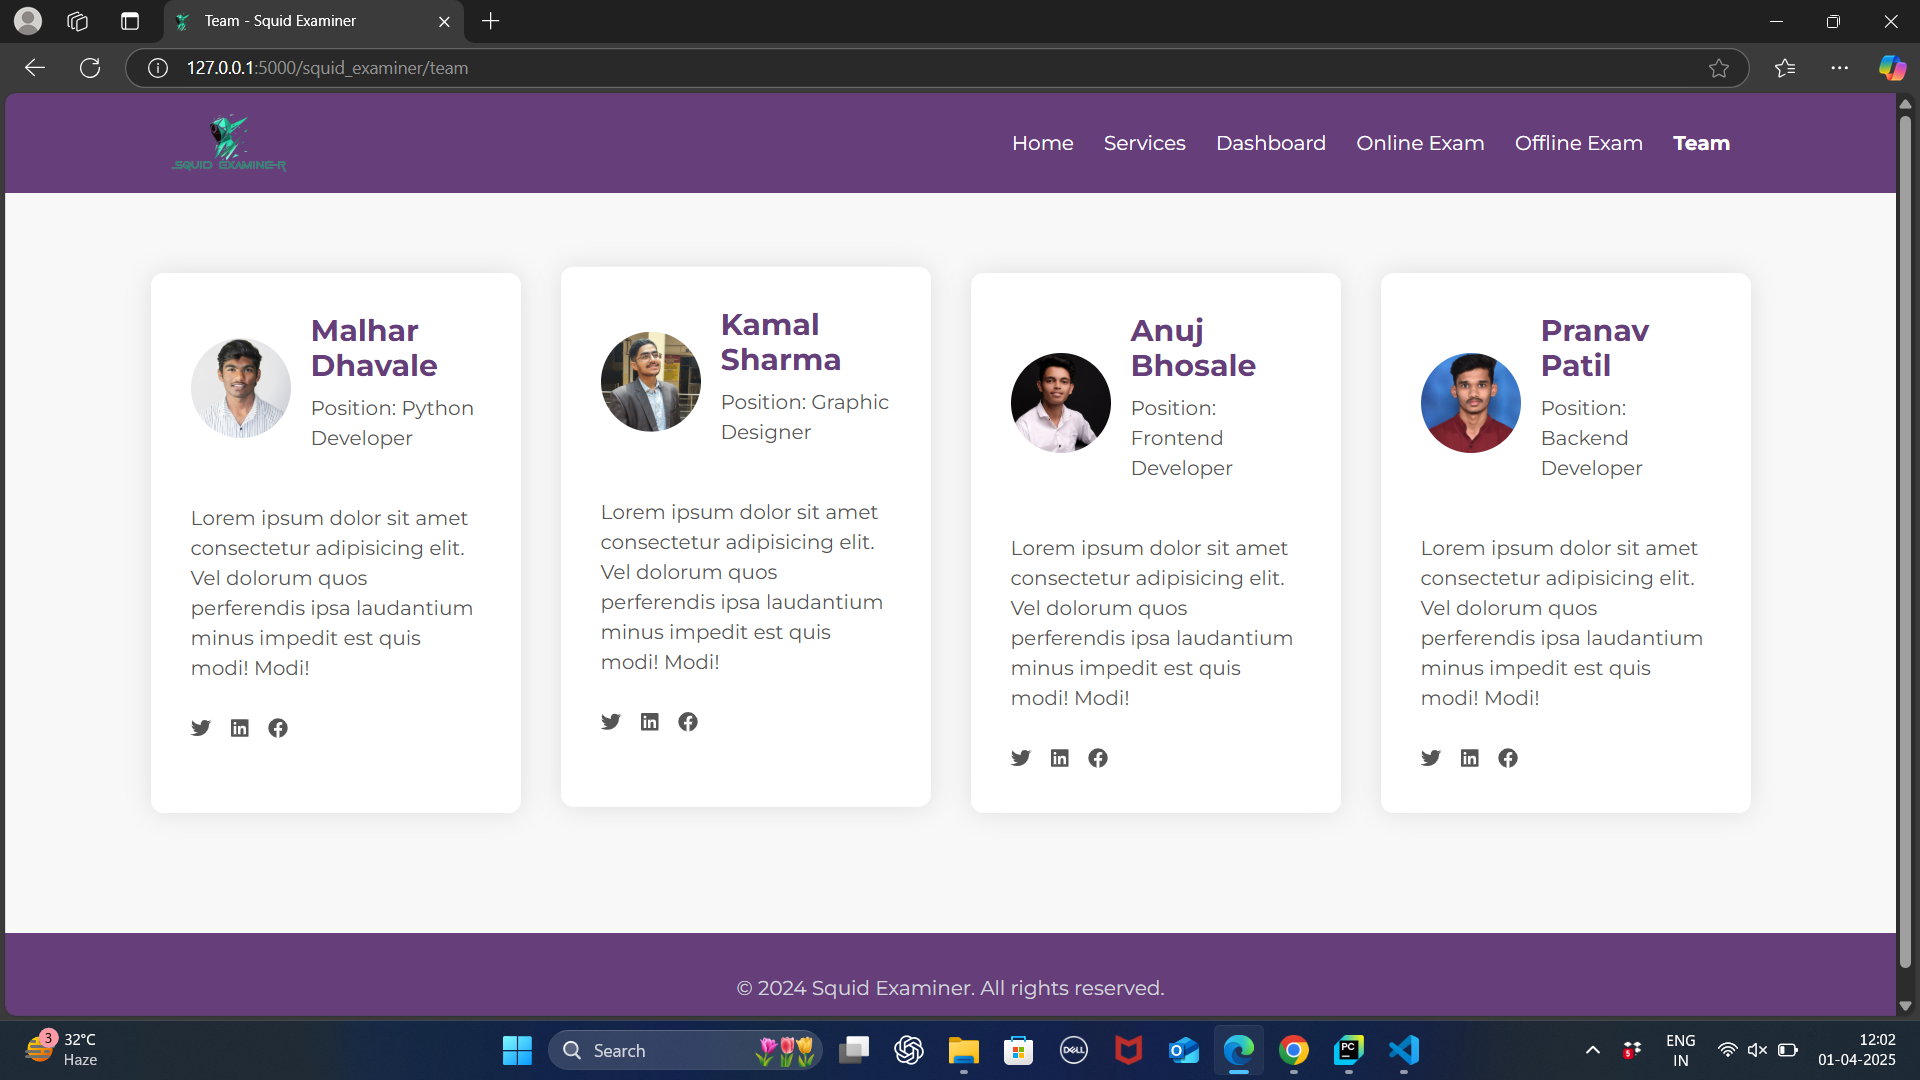 Team - Squid Examiner
127.0.0.1:5000/squid_examiner/team
SQUID EXAMINE-R
Home Services Dashboard Online Exam Offline Exam Team
Malhar
Dhavale
Position: Python
Developer
Lorem ipsum dolor sit amet
consectetur adipisicing elit.
Vel dolorum quos
perferendis ipsa laudantium
minus impedit est quis
modi! Modi!
Kamal
Sharma
Position: Graphic
Designer
Lorem ipsum dolor sit amet
consectetur adipisicing elit.
Vel dolorum quos
perferendis ipsa laudantium
minus impedit est quis
modi! Modi!
Anuj
Bhosale
Position:
Frontend
Developer
Lorem ipsum dolor sit amet
consectetur adipisicing elit.
Vel dolorum quos
perferendis ipsa laudantium
minus impedit est quis
modi! Modi!
Pranav
Patil
Position:
Backend
Developer
Lorem ipsum dolor sit amet
consectetur adipisicing elit.
Vel dolorum quos
perferendis ipsa laudantium
minus impedit est quis
modi! Modi!
© 2024 Squid Examiner. All rights reserved.
3
32°C
Haze
Search
DELL
PC
5
ENG
IN
12:02
01-04-2025